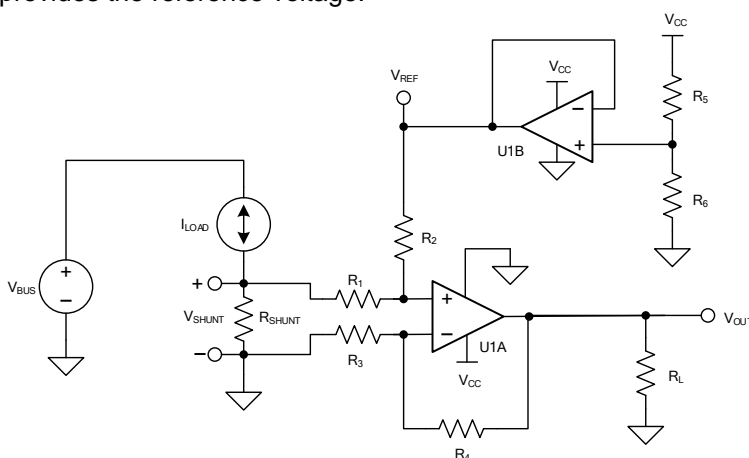 provides the reference voltage.
VCC
VREF
VCC
R5
−
+
U1B
R6
ILOAD
R2
VBUS
+
−
+
R1
VSHUNT
RSHUNT
−
R3
+
−
U1A
VCC
VOUT
RL
R4